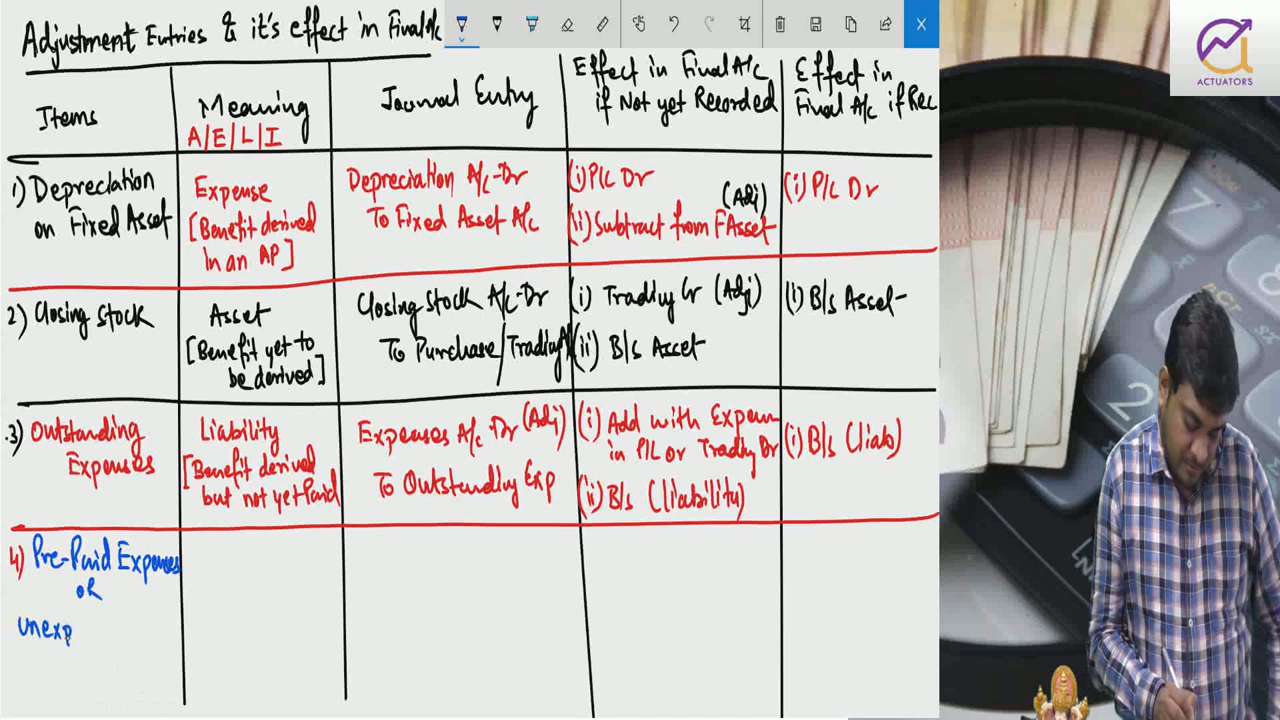 Adjustment Entries & it's effect in Final A/c
Items
Meaning
A/E/L/I
Journal Entry
Effect in Final A/c
if Not yet Recorded
Effect in
Final A/c if Rec
1) Depreciation
on Fixed Asset
Expense
[Benefit derived
in an AP]
Depreciation A/c-Dr
To Fixed Asset A/c
(i) P/L Dr
(Adj)
(ii) Subtract from FAsset
(i) P/L Dr
2) Closing Stock
Asset
[Benefit yet to
be derived]
Closing Stock A/c-Dr
To Purchase/Trading A
(i) Trading Cr (Adj)
(ii) B/s Asset
(i) B/s Asset
3) Outstanding
Expenses
Liability
[Benefit derived
but not yet Paid
Expenses A/c Dr (Adj)
To Outstanding Exp
(i) Add with Expen
in P/L or Trading Dr
(ii) B/s (liability)
(i) B/s (liab)
4) Pre-Paid Expenses
or
Unexp
ACTUATORS
7
2